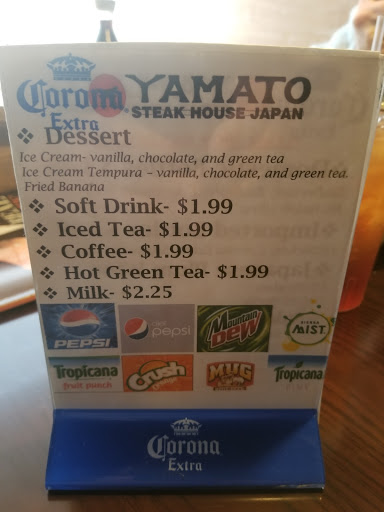 Corona
Extra
YAMATO
STEAK HOUSE JAPAN
❖ Dessert
Ice Cream- vanilla, chocolate, and green tea
Ice Cream Tempura - vanilla, chocolate, and green tea.
Fried Banana
❖ Soft Drink- $1.99
❖ Iced Tea- $1.99
❖ Coffee- $1.99
❖ Hot Green Tea- $1.99
❖ Milk- $2.25
PEPSI
pepsi
Mountain
DEW
MIST
Tropicana
fruit punch
Crush
MUG
Tropicana
Corona
Extra